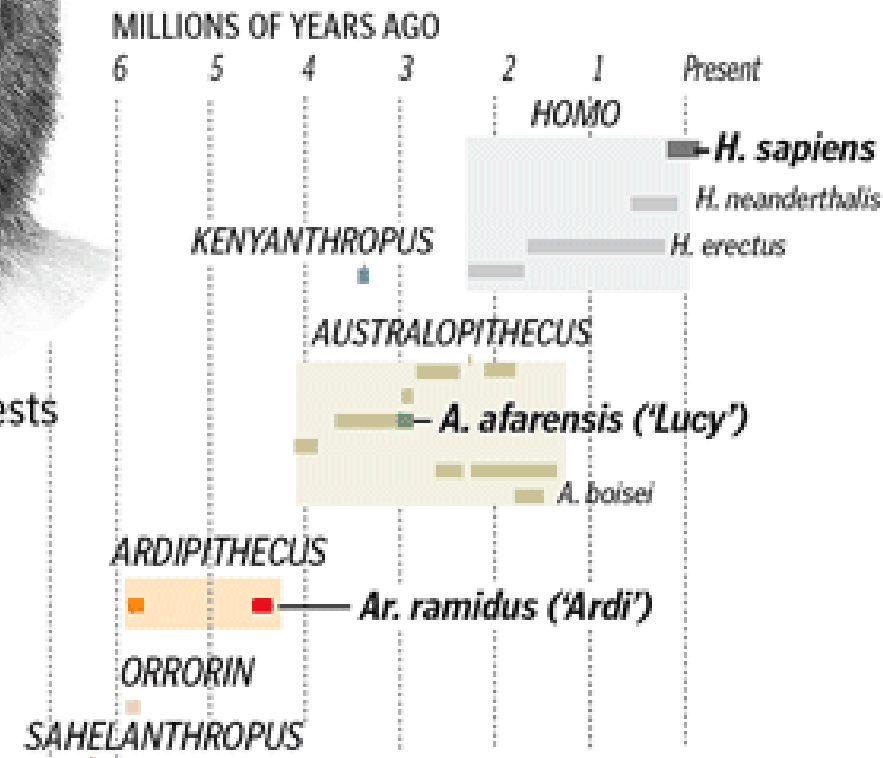 MILLIONS OF YEARS AGO
6 5 4 3 2 1 Present
HOMO
H. sapiens
H. neanderthalis
KENYANTHROPUS
H. erectus
AUSTRALOPITHECUS
ests
A. afarensis (‘Lucy’)
A. boisei
ARDIPITHECUS
Ar. ramidus (‘Ardi’)
ORRORIN
SAHELANTHROPUS